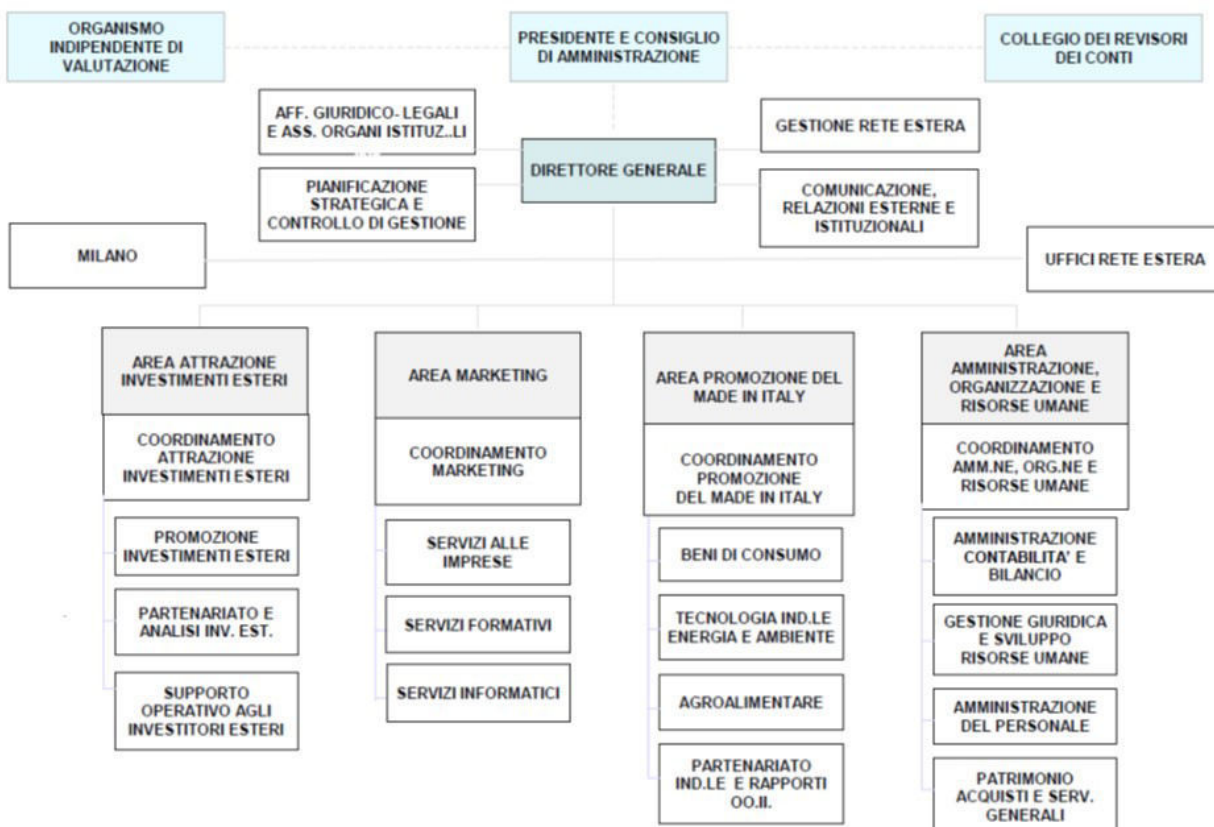 ORGANISMO
INDIPENDENTE DI
VALUTAZIONE
PRESIDENTE E CONSIGLIO
DI AMMINISTRAZIONE
COLLEGIO DEI REVISORI
DEI CONTI
AFF. GIURIDICO- LEGALI
E ASS. ORGANI ISTITUZ..LI
GESTIONE RETE ESTERA
DIRETTORE GENERALE
PIANIFICAZIONE
STRATEGICA E
CONTROLLO DI GESTIONE
COMUNICAZIONE,
RELAZIONI ESTERNE E
ISTITUZIONALI
MILANO
UFFICI RETE ESTERA
AREA ATTRAZIONE
INVESTIMENTI ESTERI
COORDINAMENTO
ATTRAZIONE
INVESTIMENTI ESTERI
PROMOZIONE
INVESTIMENTI ESTERI
PARTENARIATO E
ANALISI INV. EST.
SUPPORTO
OPERATIVO AGLI
INVESTITORI ESTERI
AREA MARKETING
COORDINAMENTO
MARKETING
SERVIZI ALLE
IMPRESE
SERVIZI FORMATIVI
SERVIZI INFORMATICI
AREA PROMOZIONE DEL
MADE IN ITALY
COORDINAMENTO
PROMOZIONE
DEL MADE IN ITALY
BENI DI CONSUMO
TECNOLOGIA IND.LE
ENERGIA E AMBIENTE
AGROALIMENTARE
PARTENARIATO
IND.LE E RAPPORTI
OO.II.
AREA
AMMINISTRAZIONE,
ORGANIZZAZIONE E
RISORSE UMANE
COORDINAMENTO
AMM.NE, ORG.NE E
RISORSE UMANE
AMMINISTRAZIONE
CONTABILITA' E
BILANCIO
GESTIONE GIURIDICA
E SVILUPPO
RISORSE UMANE
AMMINISTRAZIONE
DEL PERSONALE
PATRIMONIO
ACQUISTI E SERV.
GENERALI